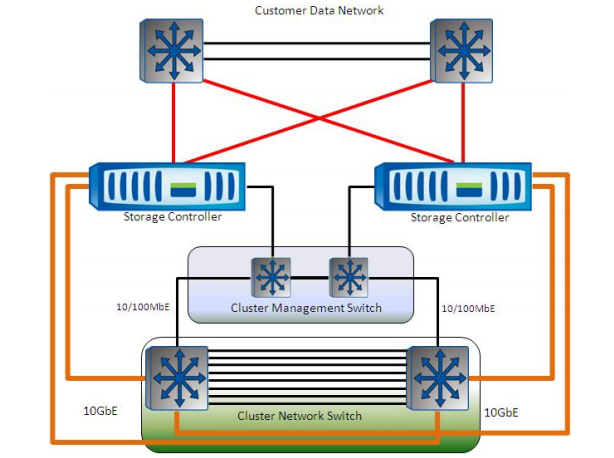 Customer Data Network
Storage Controller
Storage Controller
10/100MbE
Cluster Management Switch
10/100MbE
10GbE
Cluster Network Switch
10GbE